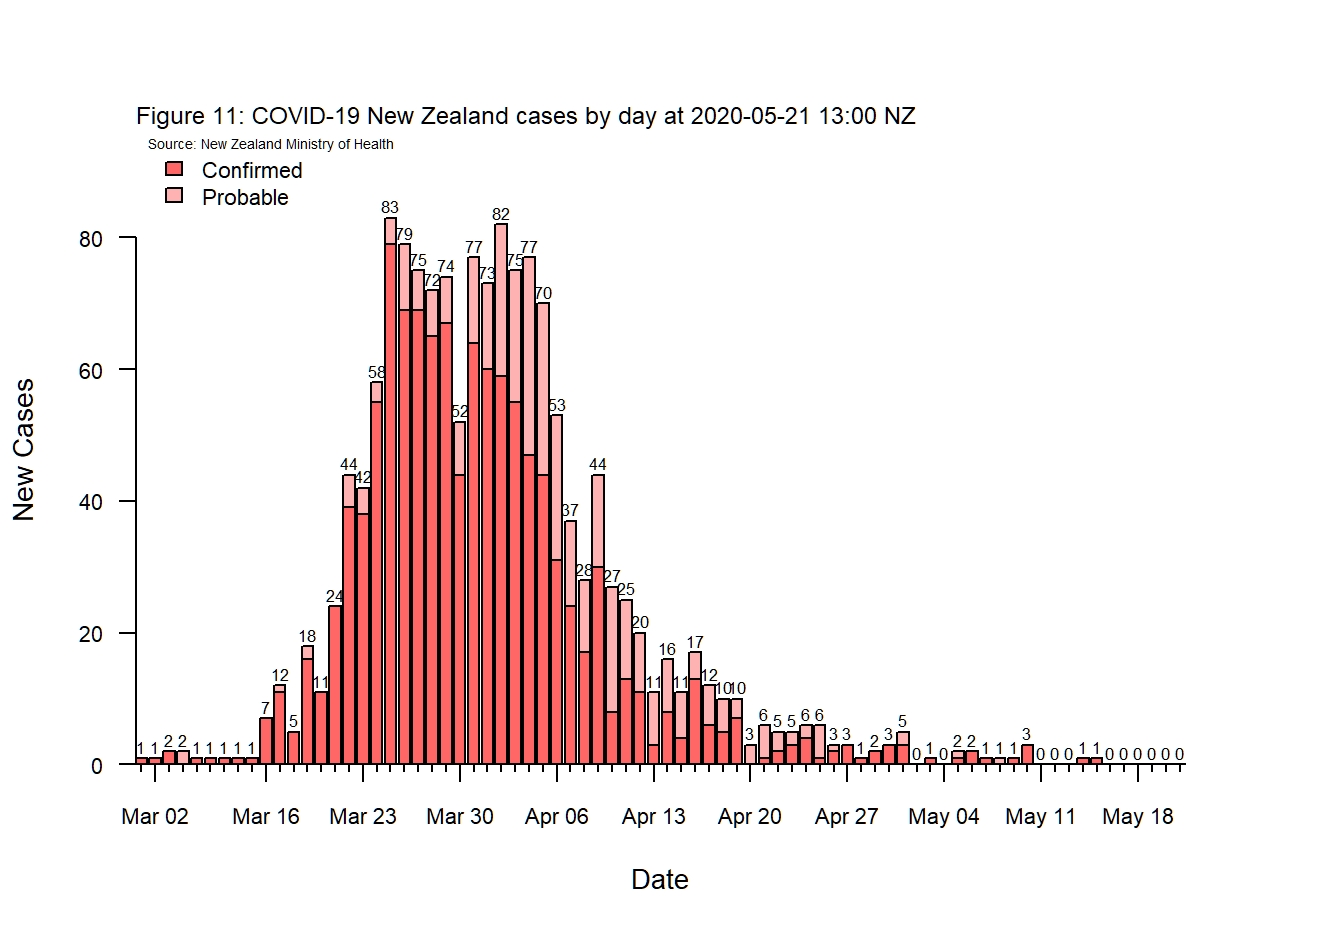 Figure 11: COVID-19 New Zealand cases by day at 2020-05-21 13:00 NZ
Source: New Zealand Ministry of Health
Confirmed
Probable
New Cases
80
60
40
20
0
1 1 2 2 1 1 1 1 1 7 12 5 18 11 24 44 42 58 83 79 75 72 74 52 77 73 82 75 77 70 53 37 28 44 27 25 20 11 16 11 17 12 10 10 3 6 5 5 6 6 3 3 1 2 3 5 0 1 0 2 2 1 1 1 3 0 0 0 1 1 0 0 0 0 0 0
Mar 02 Mar 16 Mar 23 Mar 30 Apr 06 Apr 13 Apr 20 Apr 27 May 04 May 11 May 18
Date